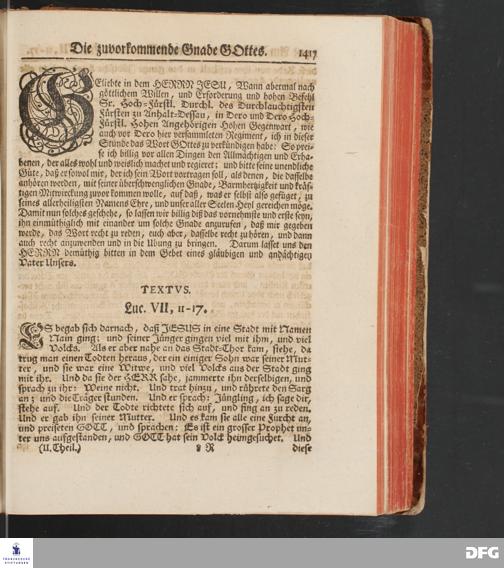 Die zuvorkommende Gnade GOttes. 1417
GEliebte in dem HERRN JESU, Wann abermal nach
göttlichem Willen, und Erforderung und hohen Befehl
Sr. Hoch-Fürstl. Durchl. des Durchlauchtigsten
Fürsten zu Anhalt-Dessau, in Dero und Dero Hoch-
Fürstl. Hohen Angehörigen Hohen Gegenwart, wie
auch vor Dero hier versammleten Regiment, ich in dieser
Stunde das Wort GOttes zu verkündigen habe: So prei-
se ich billig vor allen Dingen den Allmächtigen und Erha-
benen, der alles wohl und weislich machet und regieret; und bitte seine unendliche
Güte, daß er sowol mir, der ich sein Wort vortragen soll, als denen, die dasselbe
anhören werden, mit seiner überschwenglichen Gnade, Barmhertzigkeit und kräf-
tigen Mitwirckung zuvor kommen wolle, auf daß, was er selbst also gefüget, zu
seines allerheiligsten Namens Ehre, und unser aller Seelen Heyl gereichen möge.
Damit nun solches geschehe, so lassen wir billig diß das vornehmste und erste seyn,
ihn einmüthiglich mit einander um solche Gnade anzurufen, daß mir gegeben
werde, das Wort recht zu reden, euch aber, dasselbe recht zu hören, und dann
auch recht anzuwenden und in die Ubung zu bringen. Darum lasset uns den
HERRN demüthig bitten in dem Gebet eines gläubigen und andächtigen
Vater Unsers.
TEXTVS.
Luc. VII, 11-17.
ES begab sich darnach, daß JESUS in eine Stadt mit Namen
Nain ging; und seiner Jünger gingen viel mit ihm, und viel
Volcks. Als er aber nahe an das Stadt-Thor kam, siehe, da
trug man einen Todten heraus, der ein einiger Sohn war seiner Mut-
ter, und sie war eine Witwe, und viel Volcks aus der Stadt ging
mit ihr. Und da sie der HERR sahe, jammerte ihn derselbigen, und
sprach zu ihr: Weine nicht. Und trat hinzu, und rührete den Sarg
an; und die Träger stunden. Und er sprach: Jüngling, ich sage dir,
stehe auf. Und der Todte richtete sich auf, und fing an zu reden.
Und er gab ihn seiner Mutter. Und es kam sie alle eine Furcht an,
und preiseten GOTT, und sprachen: Es ist ein grosser Prophet un-
ter uns aufgestanden, und GOTT hat sein Volck heimgesuchet. Und
(II. Theil.) 8 R diese
FRANCKESCHE
STIFTUNGEN
DFG